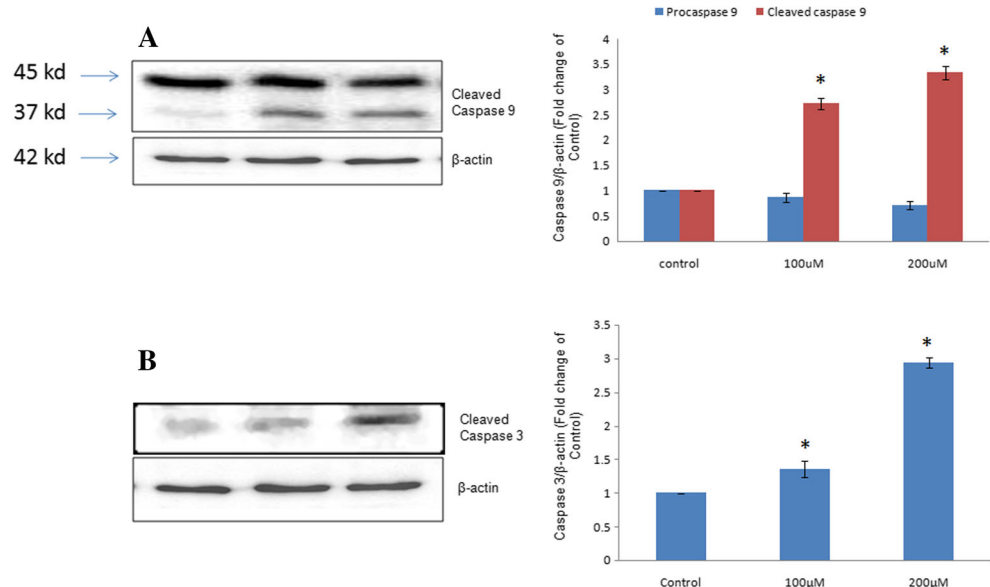 A
45 kd
37 kd
42 kd
Cleaved
Caspase 9
β-actin
Procaspase 9 Cleaved caspase 9
Caspase 9/β-actin (Fold change of
Control)
4
3.5
3
2.5
2
1.5
1
0.5
0
*
*
control 100uM 200uM
B
Cleaved
Caspase 3
β-actin
Caspase 3/β-actin (Fold change of
Control)
3.5
3
2.5
2
1.5
1
0.5
0
*
*
Control 100µM 200µM